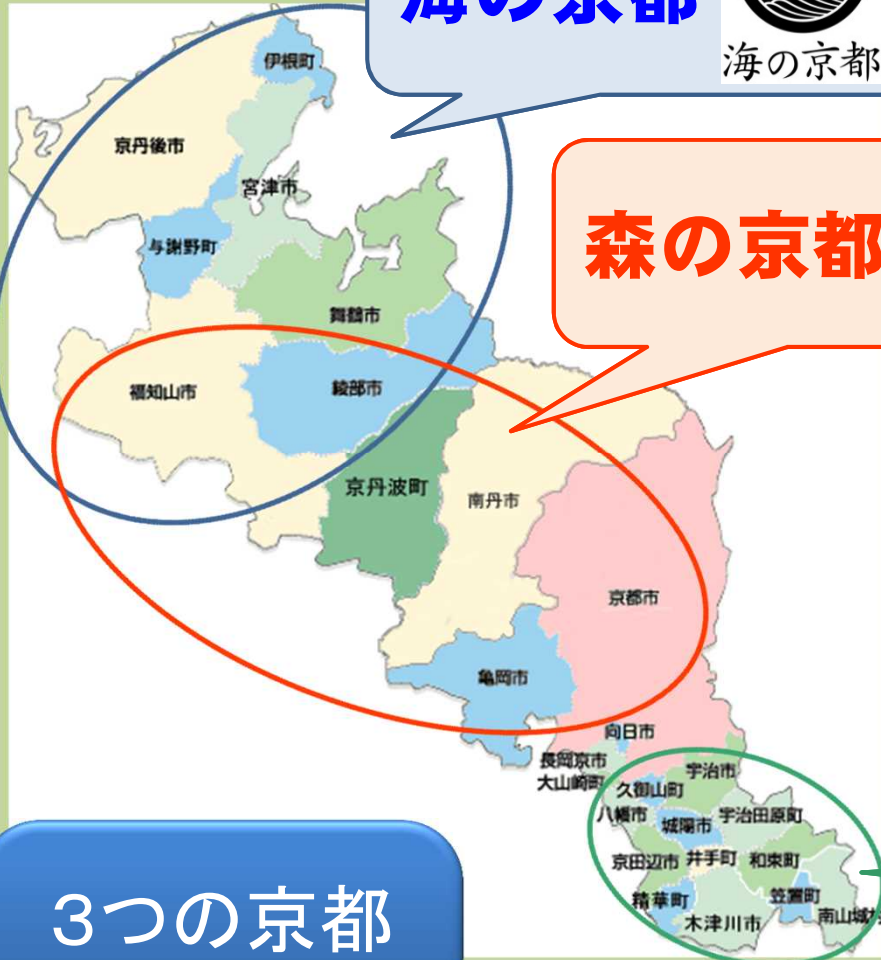 海の京都
海の京都
森の京都
伊根町
京丹後市
宮津市
与謝野町
舞鶴市
福知山市
綾部市
京丹波町
南丹市
京都市
亀岡市
向日市
長岡京市
大山崎町
宇治市
久御山町
八幡市
城陽市
宇治田原町
京田辺市
井手町
和束町
精華町
笠置町
木津川市
南山城
3つの京都